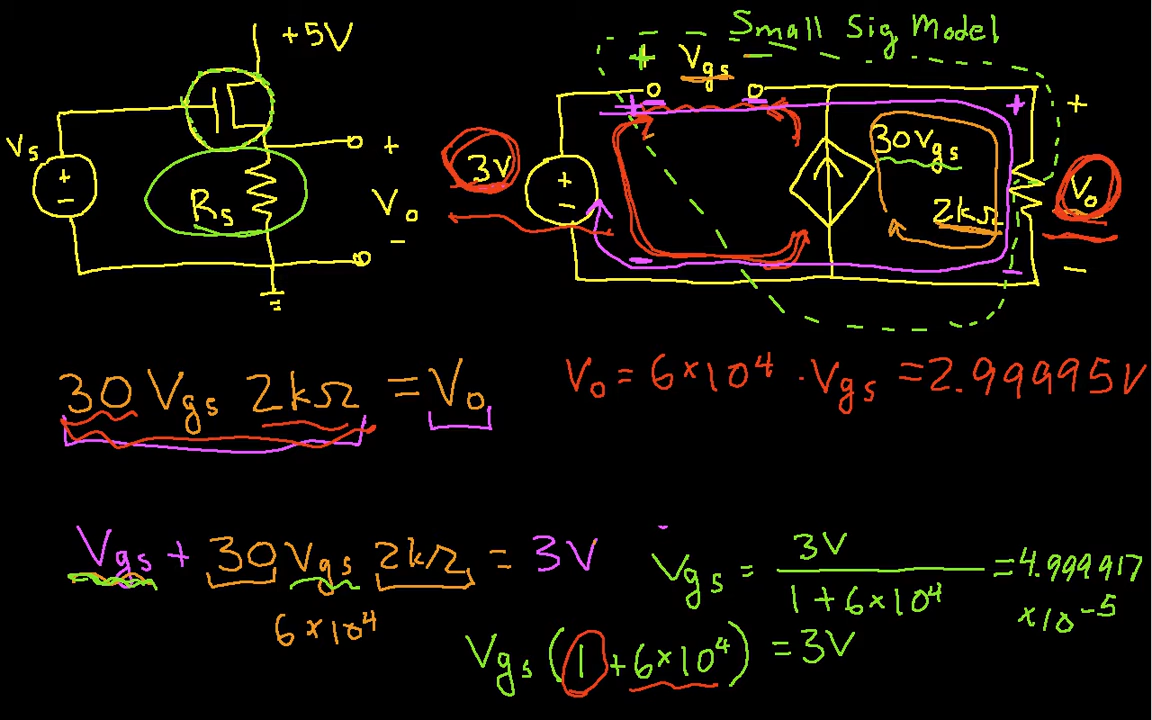 Small Sig Model
+5V
+ Vgs −
Vs
+
−
Rs
+
Vo
−
3V
+
−
30Vgs
2kΩ
+
Vo
−
+
−
+
−
30 Vgs 2kΩ = Vo
Vo = 6×10⁴ · Vgs = 2.99995V
Vgs + 30 Vgs 2kΩ = 3V
6×10⁴
Vgs = 3V / 1 + 6×10⁴ = 4.999917 ×10⁻⁵
Vgs (1 + 6×10⁴) = 3V